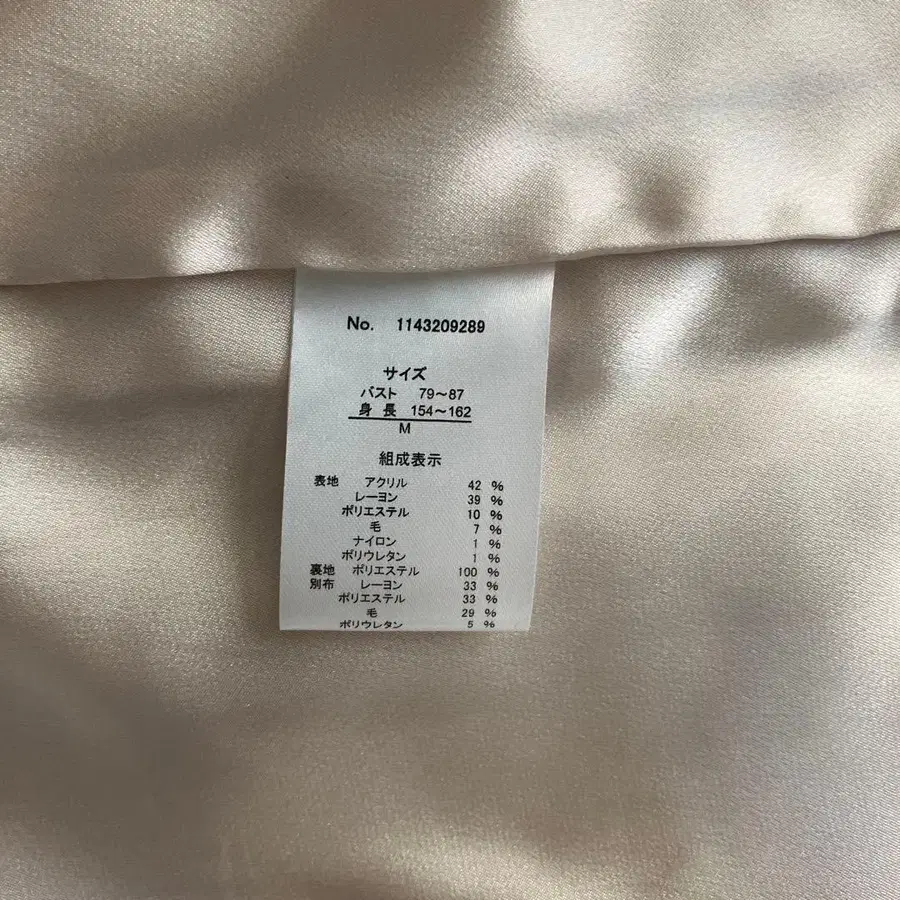 No. 1143209289
サイズ
バスト 79～87
身長 154～162
M
組成表示
表地 アクリル 42 %
レーヨン 39 %
ポリエステル 10 %
毛 7 %
ナイロン 1 %
ポリウレタン 1 %
裏地 ポリエステル 100 %
別布 レーヨン 33 %
ポリエステル 33 %
毛 29 %
ポリウレタン 5 %